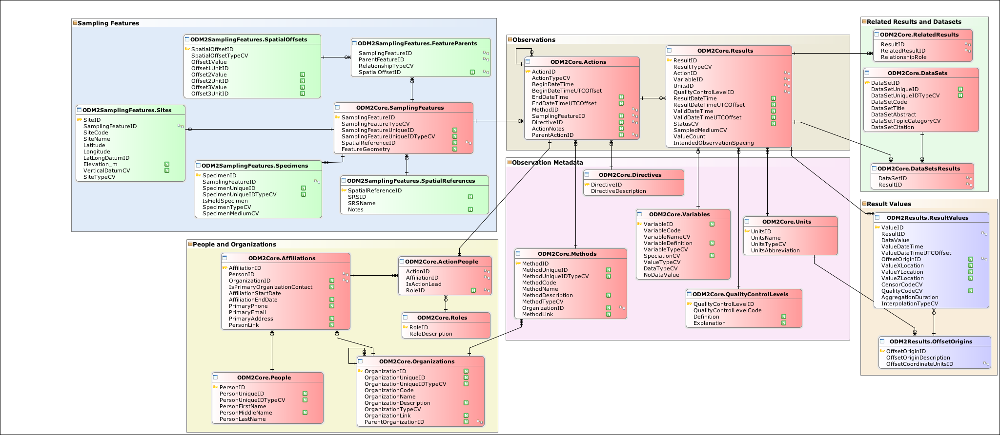 Sampling Features
ODM2SamplingFeatures.SpatialOffsets
SpatialOffsetID
SpatialOffsetTypeCV
Offset1Value
Offset1UnitID
Offset2Value N
Offset2UnitID N
Offset3Value N
Offset3UnitID N
ODM2SamplingFeatures.FeatureParents
SamplingFeatureID
ParentFeatureID
RelationshipTypeCV
SpatialOffsetID N
ODM2SamplingFeatures.Sites
SiteID
SamplingFeatureID
SiteCode
SiteName
Latitude
Longitude
LatLongDatumID
Elevation_m N
VerticalDatumCV N
SiteTypeCV
ODM2Core.SamplingFeatures
SamplingFeatureID
SamplingFeatureTypeCV
SamplingFeatureUniqueID N
SamplingFeatureUniqueIDTypeCV N
SpatialReferenceID N
FeatureGeometry N
ODM2SamplingFeatures.Specimens
SpecimenID
SamplingFeatureID
SpecimenUniqueID N
SpecimenUniqueIDTypeCV N
IsFieldSpecimen
SpecimenTypeCV
SpecimenMediumCV
ODM2SamplingFeatures.SpatialReferences
SpatialReferenceID
SRSID N
SRSName
Notes N
Observations
ODM2Core.Actions
ActionID
ActionTypeCV
BeginDateTime
BeginDateTimeUTCOffset
EndDateTime N
EndDateTimeUTCOffset N
MethodID
SamplingFeatureID N
DirectiveID N
ActionNotes N
ParentActionID N
ODM2Core.Results
ResultID
ResultTypeCV
ActionID
VariableID
UnitsID
QualityControlLevelID
ResultDateTime N
ResultDateTimeUTCOffset N
ValidDateTime N
ValidDateTimeUTCOffset N
StatusCV N
SampledMediumCV
ValueCount
IntendedObservationSpacing
Related Results and Datasets
ODM2Core.RelatedResults
ResultID
RelatedResultID
RelationshipRole
ODM2Core.DataSets
DataSetID
DataSetUniqueID N
DataSetUniqueIDTypeCV N
DataSetCode
DataSetTitle
DataSetAbstract
DataSetTopicCategoryCV
DataSetCitation
ODM2Core.DataSetsResults
DataSetID
ResultID
Observation Metadata
ODM2Core.Directives
DirectiveID
DirectiveDescription
ODM2Core.Variables
VariableID N
VariableCode
VariableNameCV
VariableDefinition N
VariableTypeCV
SpeciationCV N
ValueTypeCV
DataTypeCV
NoDataValue
ODM2Core.Units
UnitsID
UnitsName
UnitsTypeCV
UnitsAbbreviation
ODM2Core.Methods
MethodID
MethodUniqueID N
MethodUniqueIDTypeCV N
MethodCode
MethodName
MethodDescription N
MethodTypeCV
OrganizationID N
MethodLink N
ODM2Core.QualityControlLevels
QualityControlLevelID
QualityControlLevelCode
Definition N
Explanation N
Result Values
ODM2Results.ResultValues
ValueID
ResultID
DataValue
ValueDateTime
ValueDateTimeUTCOffset
OffsetOriginID N
ValueXLocation N
ValueYLocation N
ValueZLocation N
CensorCodeCV
QualityCodeCV N
AggregationDuration
InterpolationTypeCV
ODM2Results.OffsetOrigins
OffsetOriginID
OffsetOriginDescription
OffsetCoordinateUnitsID
People and Organizations
ODM2Core.Affiliations
AffiliationID
PersonID
OrganizationID N
IsPrimaryOrganizationContact N
AffiliationStartDate
AffiliationEndDate N
PrimaryPhone N
PrimaryEmail
PrimaryAddress N
PersonLink N
ODM2Core.ActionPeople
ActionID
AffiliationID
IsActionLead
RoleID N
ODM2Core.Roles
RoleID
RoleDescription
ODM2Core.People
PersonID
PersonUniqueID N
PersonUniqueIDTypeCV N
PersonFirstName
PersonMiddleName N
PersonLastName
ODM2Core.Organizations
OrganizationID N
OrganizationUniqueID N
OrganizationUniqueIDTypeCV N
OrganizationCode
OrganizationName
OrganizationDescription N
OrganizationTypeCV
OrganizationLink N
ParentOrganizationID N